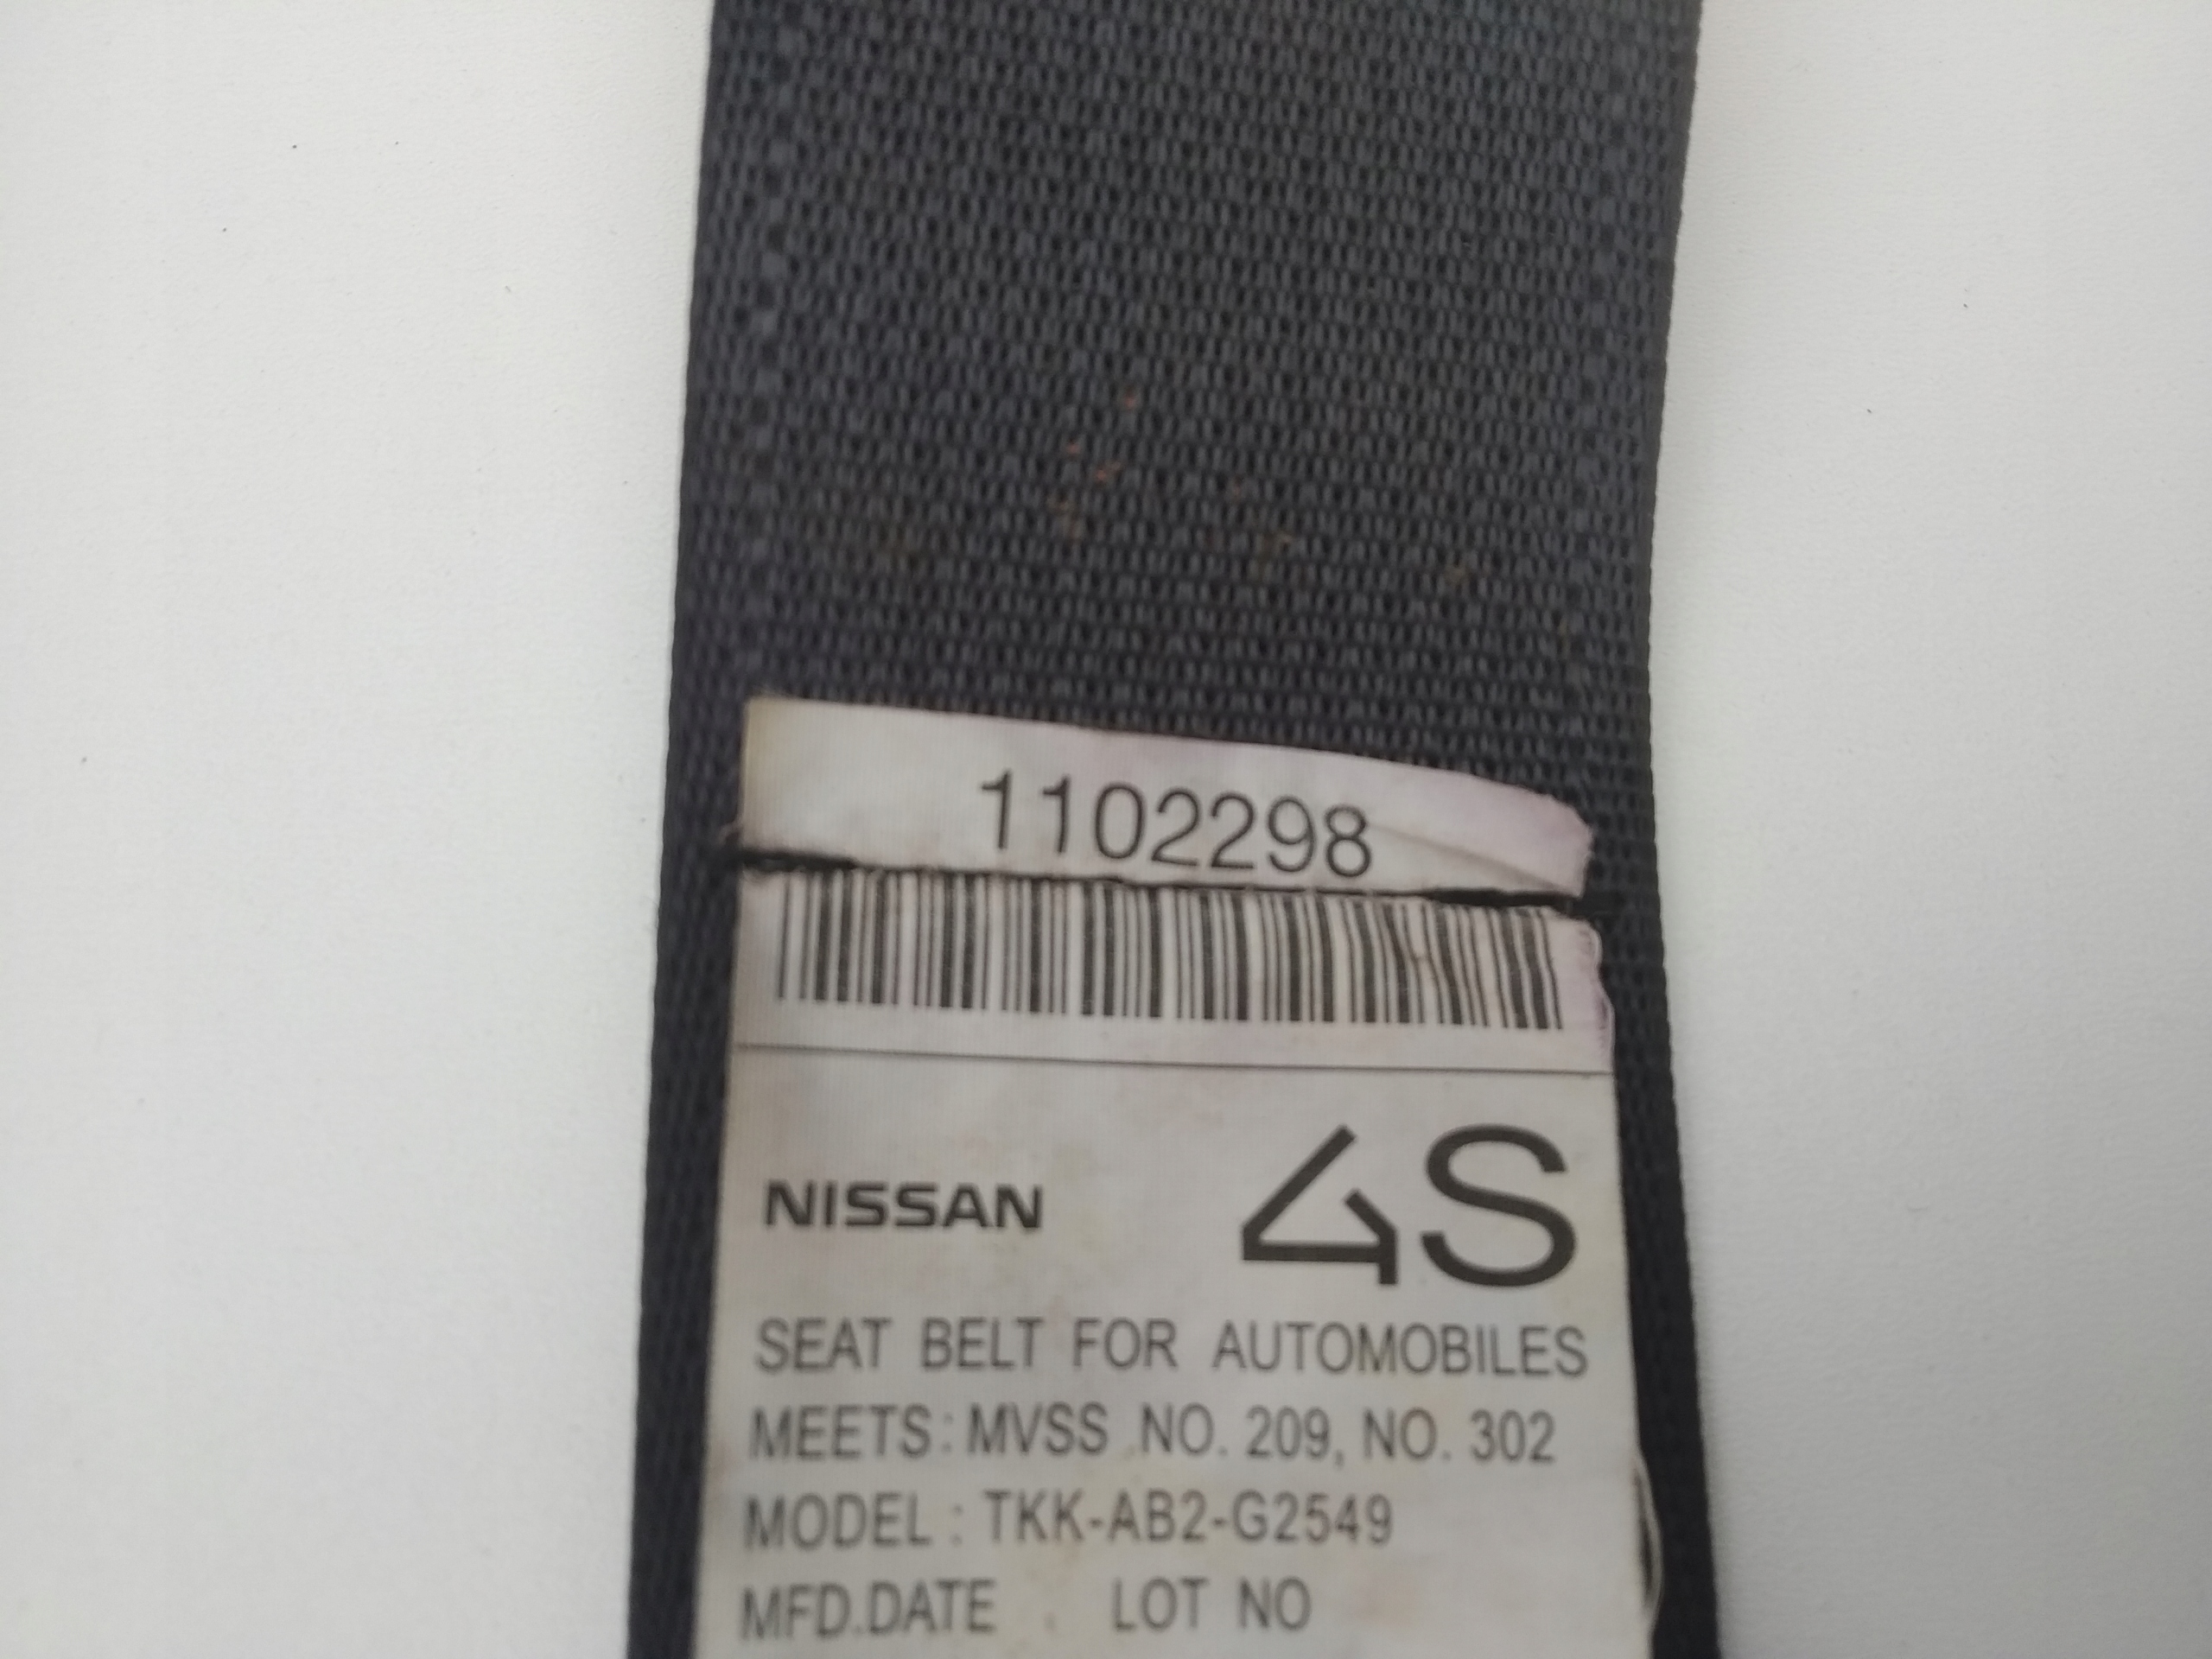 1102298
NISSAN 4S
SEAT BELT FOR AUTOMOBILES
MEETS: MVSS NO. 209, NO. 302
MODEL : TKK-AB2-G2549
MFD.DATE . LOT NO